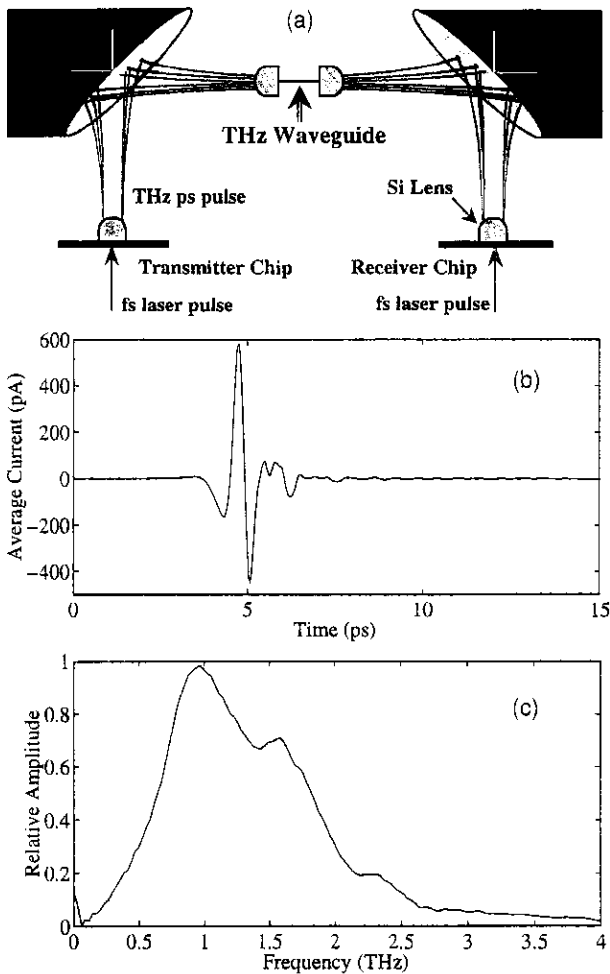 (a)
THz Waveguide
THz ps pulse
Si Lens
Transmitter Chip
Receiver Chip
fs laser pulse
fs laser pulse
(b)
600
400
200
0
−200
−400
Average Current (pA)
0
5
10
15
Time (ps)
(c)
1
0.8
0.6
0.4
0.2
0
Relative Amplitude
0
0.5
1
1.5
2
2.5
3
3.5
4
Frequency (THz)